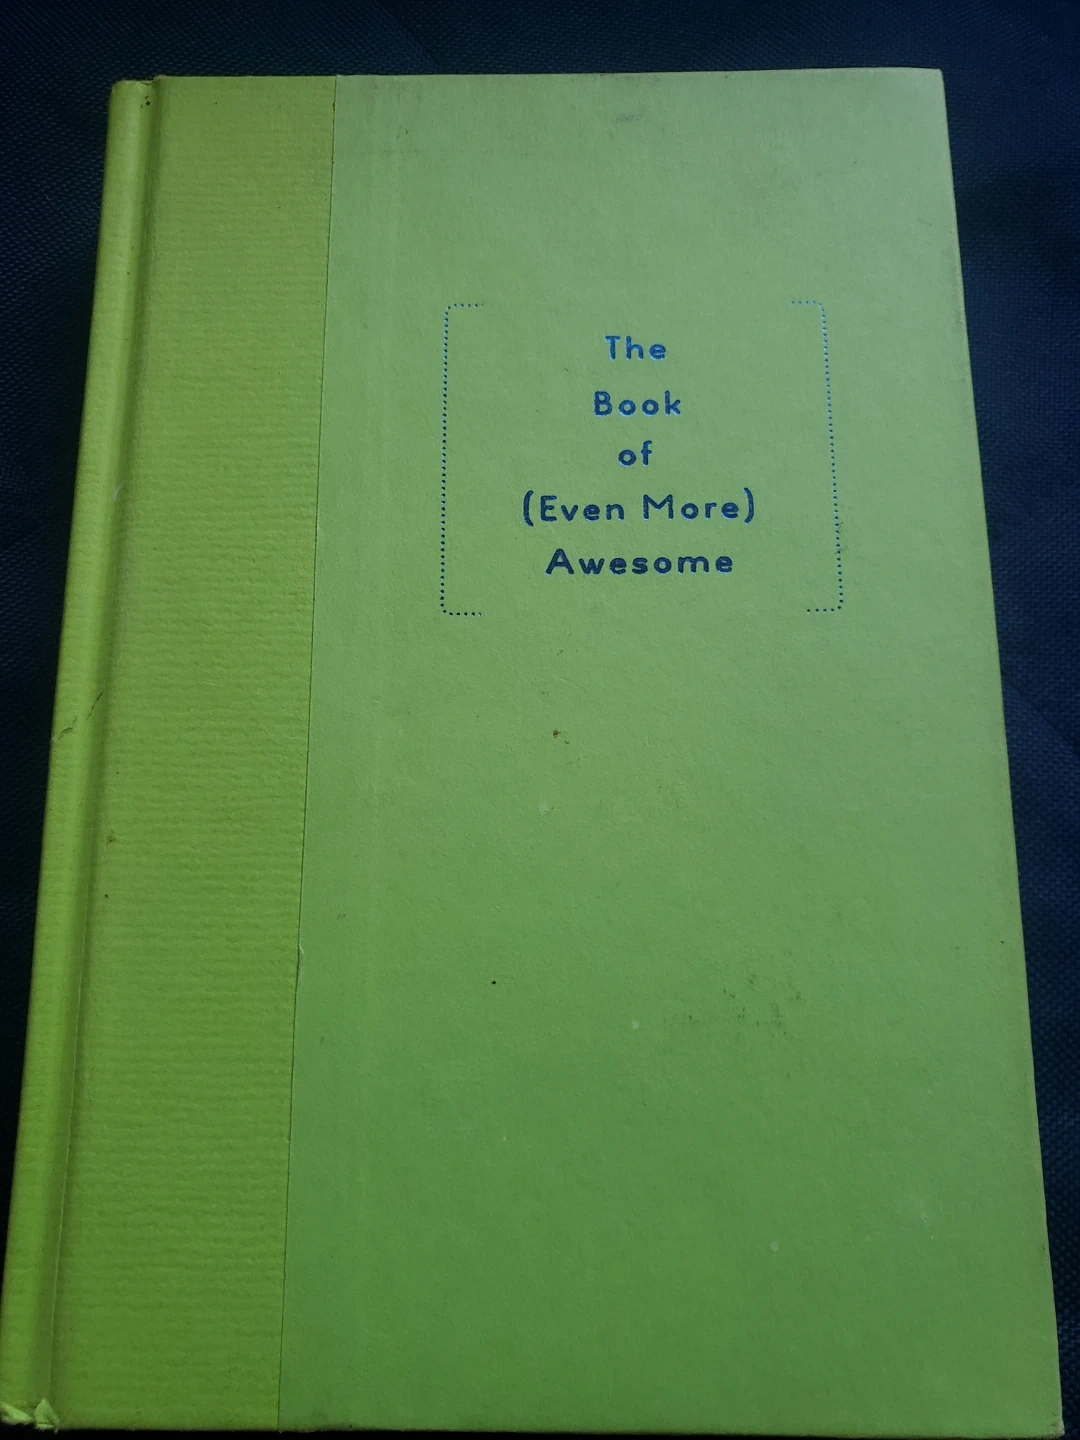 The
Book
of
(Even More)
Awesome